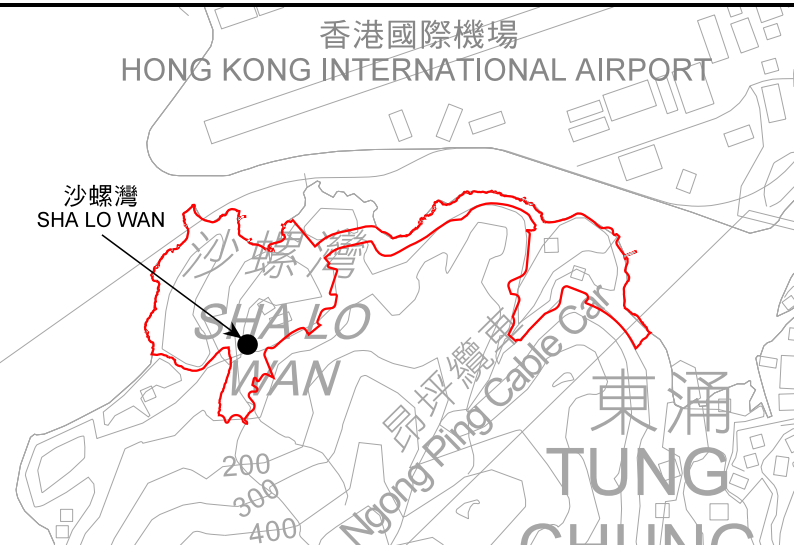 香港國際機場
HONG KONG INTERNATIONAL AIRPORT
沙螺灣
SHA LO WAN
沙螺灣
SHA LO
WAN
昂坪纜車
Ngong Ping Cable Car
東涌
TUNG
CHUNG
200
300
400